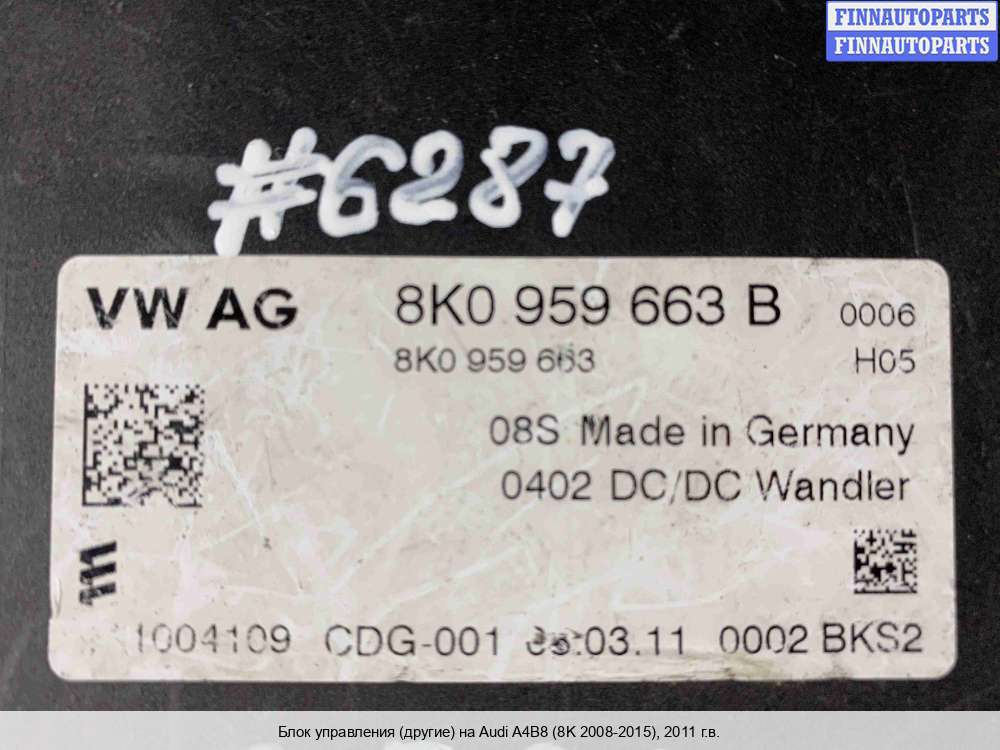 FINNAUTOPARTS
FINNAUTOPARTS
#6287
VW AG 8K0 959 663 B 0006
8K0 959 663 H05
08S Made in Germany
0402 DC/DC Wandler
1004109 CDG-001 03.11 0002 BKS2
Блок управления (другие) на Audi A4B8 (8K 2008-2015), 2011 г.в.